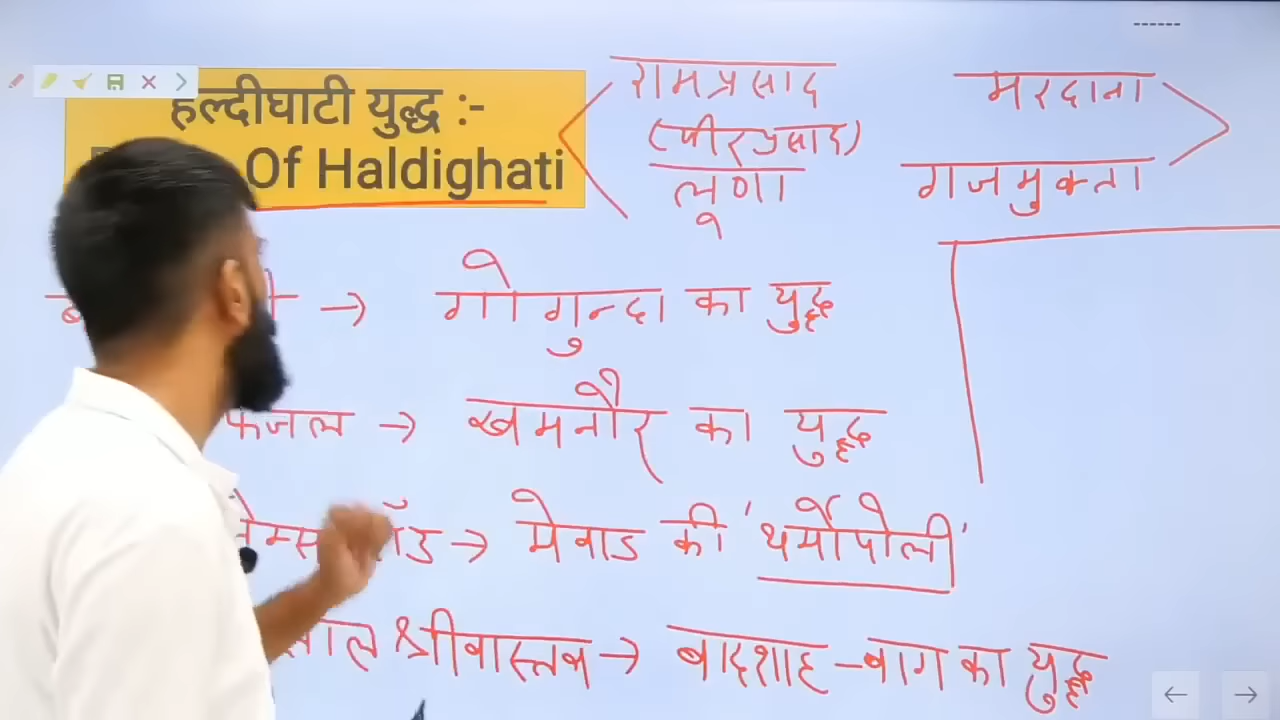 हल्दीघाटी युद्ध :-
Of Haldighati
रामप्रसाद
(पीरप्रसाद)
लूणा
मरदाना
गजमुक्ता
→ गोगुन्दा का युद्ध
फजल → खमनौर का युद्ध
जेम्स टॉड → मेवाड की 'थर्मोपोली'
लाल श्रीवास्तव → बादशाह - बाग का युद्ध